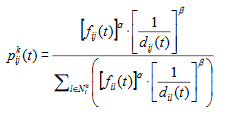 p_{ij}^{k}(t) = \frac{[f_{ij}(t)]^{\alpha} \cdot \left[\frac{1}{d_{ij}(t)}\right]^{\beta}}{\sum_{l \in N_{i}^{k}} \left([f_{il}(t)]^{\alpha} \cdot \left[\frac{1}{d_{il}(t)}\right]^{\beta}\right)}